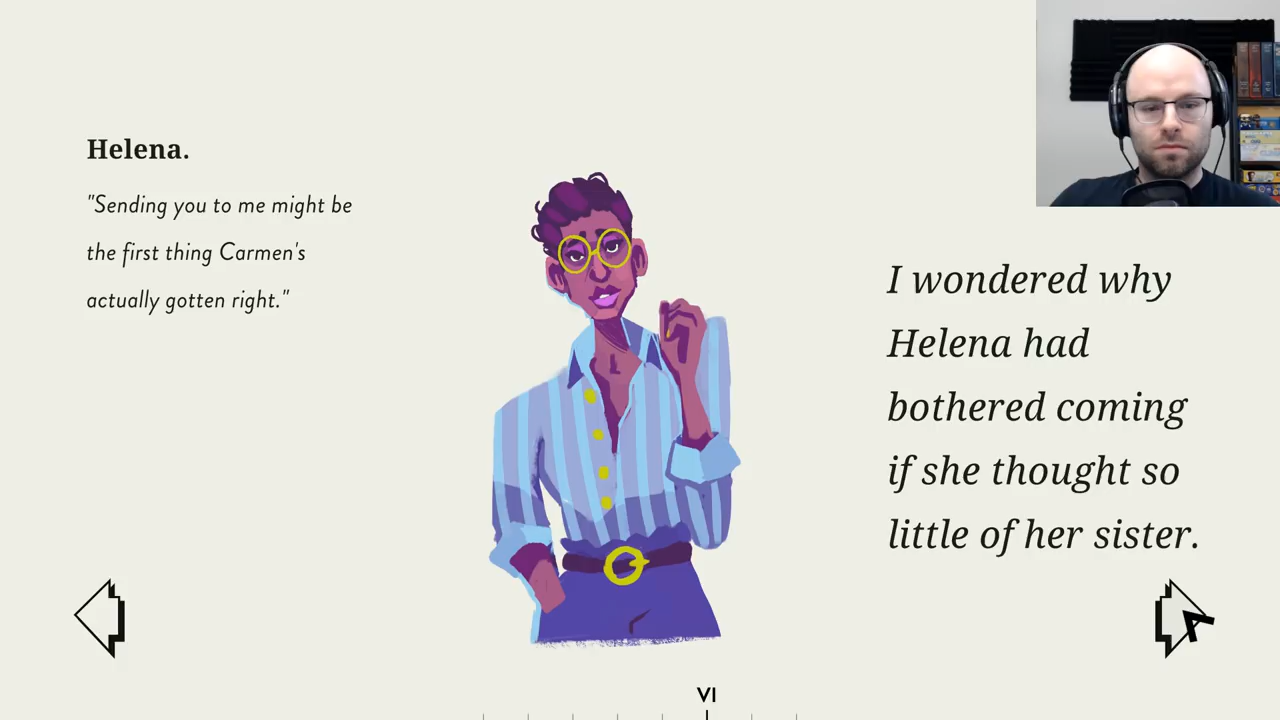 Helena.
"Sending you to me might be
the first thing Carmen's
actually gotten right."
I wondered why
Helena had
bothered coming
if she thought so
little of her sister.
VI